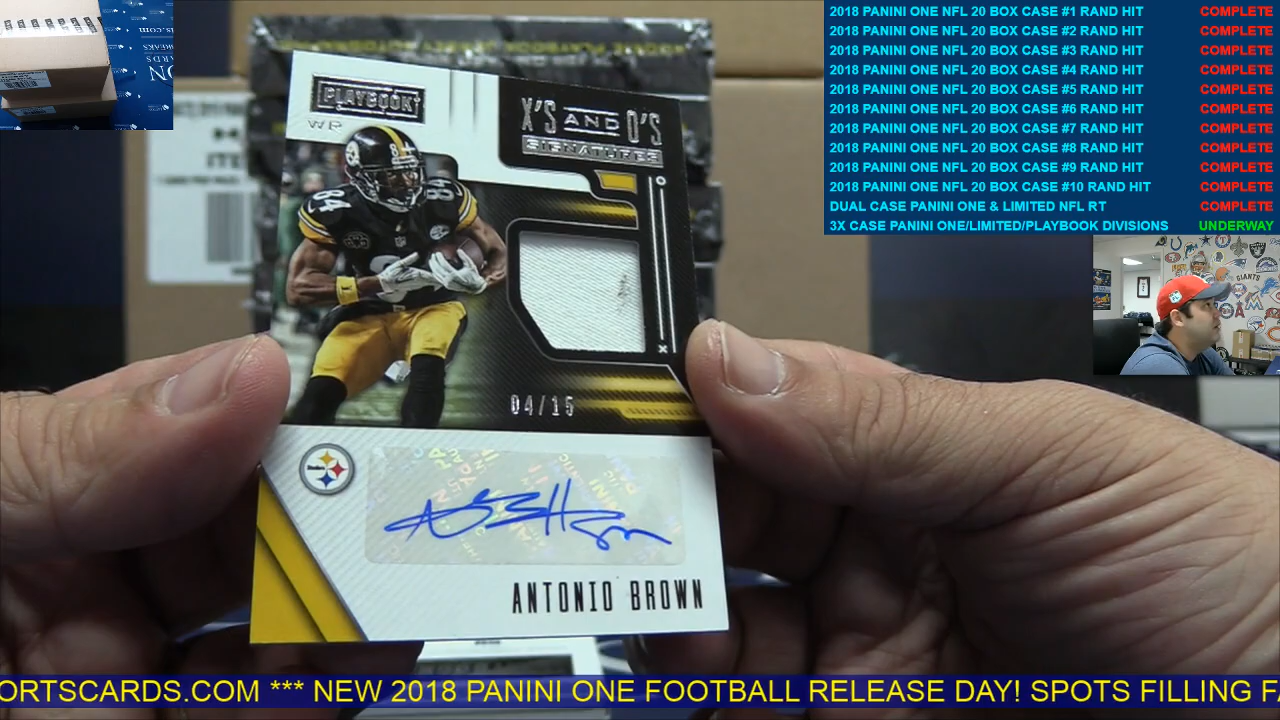 2018 PANINI ONE NFL 20 BOX CASE #1 RAND HIT COMPLETE
2018 PANINI ONE NFL 20 BOX CASE #2 RAND HIT COMPLETE
2018 PANINI ONE NFL 20 BOX CASE #3 RAND HIT COMPLETE
2018 PANINI ONE NFL 20 BOX CASE #4 RAND HIT COMPLETE
2018 PANINI ONE NFL 20 BOX CASE #5 RAND HIT COMPLETE
2018 PANINI ONE NFL 20 BOX CASE #6 RAND HIT COMPLETE
2018 PANINI ONE NFL 20 BOX CASE #7 RAND HIT COMPLETE
2018 PANINI ONE NFL 20 BOX CASE #8 RAND HIT COMPLETE
2018 PANINI ONE NFL 20 BOX CASE #9 RAND HIT COMPLETE
2018 PANINI ONE NFL 20 BOX CASE #10 RAND HIT COMPLETE
DUAL CASE PANINI ONE & LIMITED NFL RT COMPLETE
3X CASE PANINI ONE/LIMITED/PLAYBOOK DIVISIONS UNDERWAY
PLAYBOOK
WR
X'S AND O'S
SIGNATURES
84
84
04/15
Steelers
ANTONIO BROWN
GIANTS
ORTSCARDS.COM *** NEW 2018 PANINI ONE FOOTBALL RELEASE DAY! SPOTS FILLING F